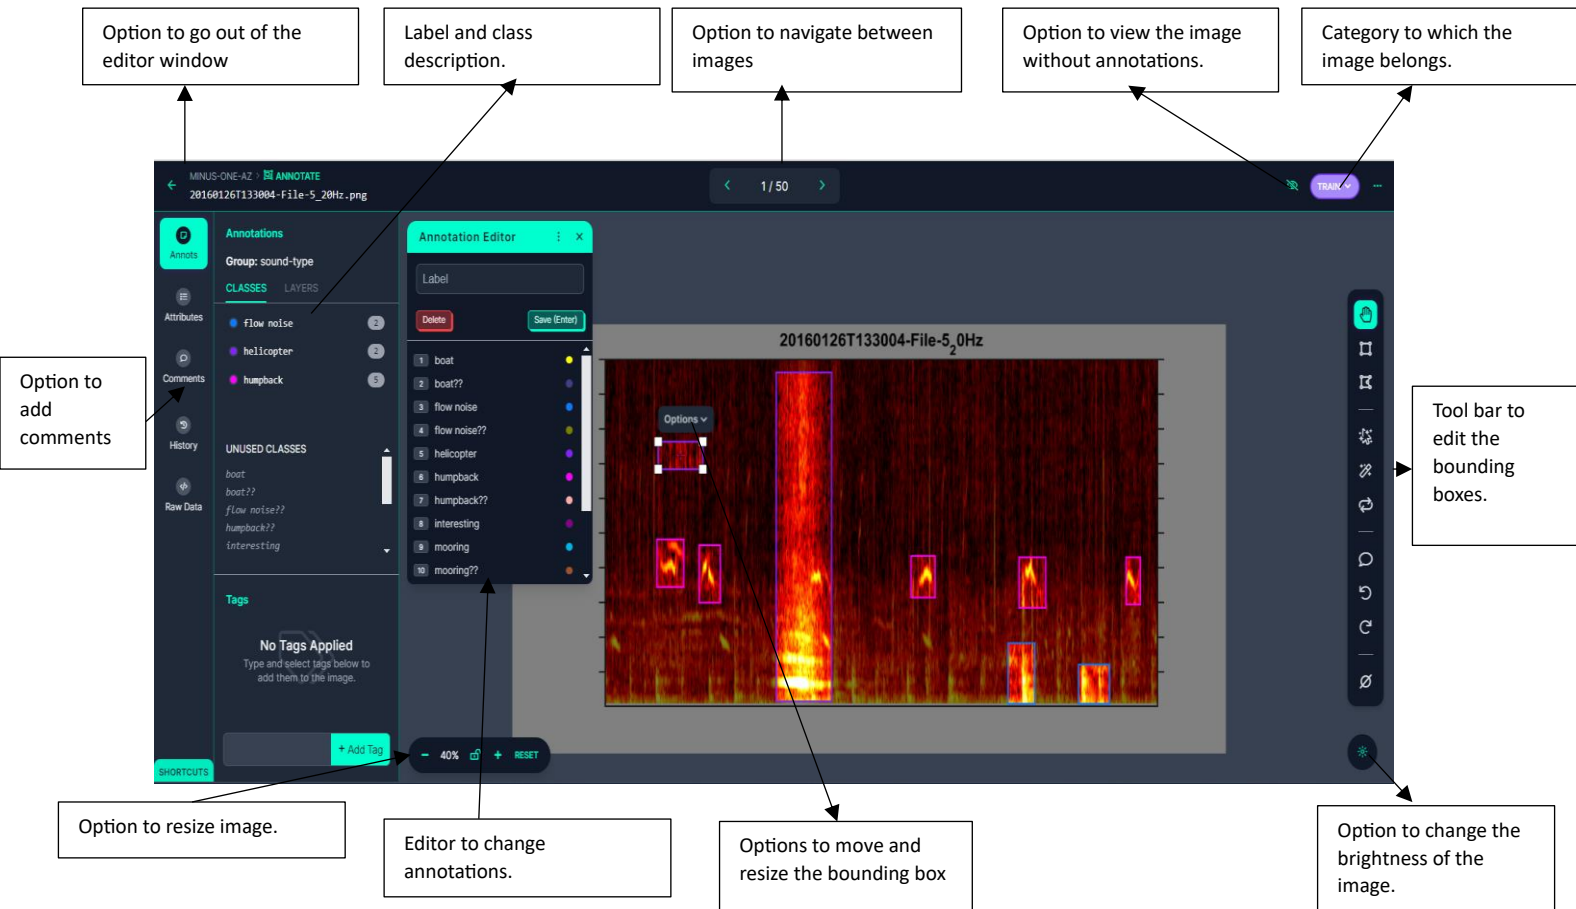 Option to go out of the
editor window
Label and class
description.
Option to navigate between
images
Option to view the image
without annotations.
Category to which the
image belongs.
MINUS-ONE-AZ > ANNOTATE
20160126T133004-File-5_20Hz.png
1 / 50
TRAIN
Annots
Attributes
Comments
History
Raw Data
SHORTCUTS
Annotations
Group: sound-type
CLASSES LAYERS
flow noise 2
helicopter 2
humpback 5
UNUSED CLASSES
boat
boat??
flow noise??
humpback??
interesting
Tags
No Tags Applied
Type and select tags below to
add them to the image.
+ Add Tag
Annotation Editor
Label
Delete Save (Enter)
1 boat
2 boat??
3 flow noise
4 flow noise??
5 helicopter
6 humpback
7 humpback??
8 interesting
9 mooring
10 mooring??
20160126T133004-File-5_20Hz
Options
- 40% + RESET
Option to
add
comments
Tool bar to
edit the
bounding
boxes.
Option to resize image.
Editor to change
annotations.
Options to move and
resize the bounding box
Option to change the
brightness of the
image.